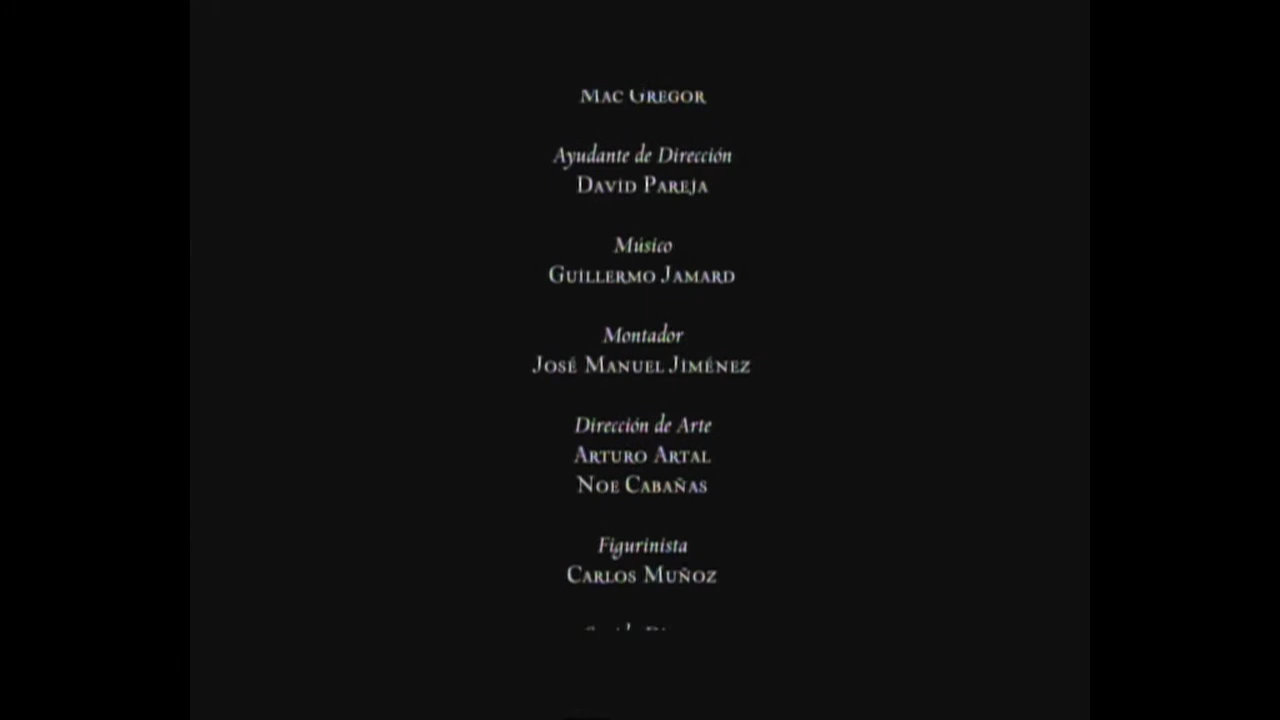 MAC GREGOR
Ayudante de Dirección
DAVID PAREJA
Músico
GUILLERMO JAMARD
Montador
JOSÉ MANUEL JIMÉNEZ
Dirección de Arte
ARTURO ARTAL
NOE CABAÑAS
Figurinista
CARLOS MUÑOZ